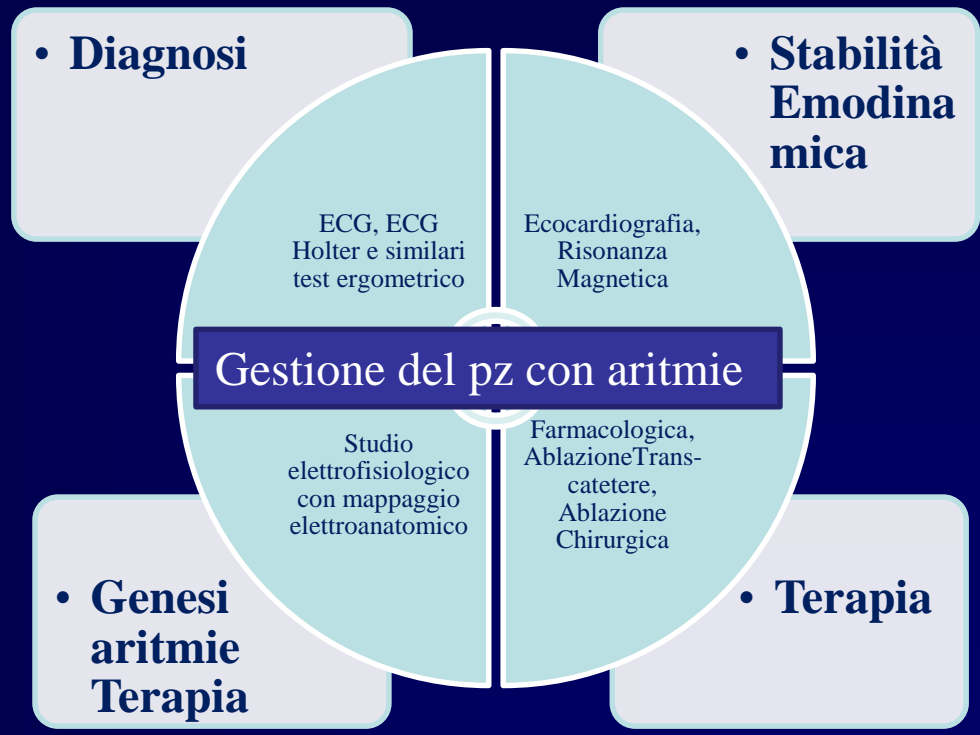 • Diagnosi
• Stabilità
Emodina
mica
ECG, ECG
Holter e similari
test ergometrico
Ecocardiografia,
Risonanza
Magnetica
Gestione del pz con aritmie
Studio
elettrofisiologico
con mappaggio
elettroanatomico
Farmacologica,
AblazioneTrans-
catetere,
Ablazione
Chirurgica
• Genesi
aritmie
Terapia
• Terapia